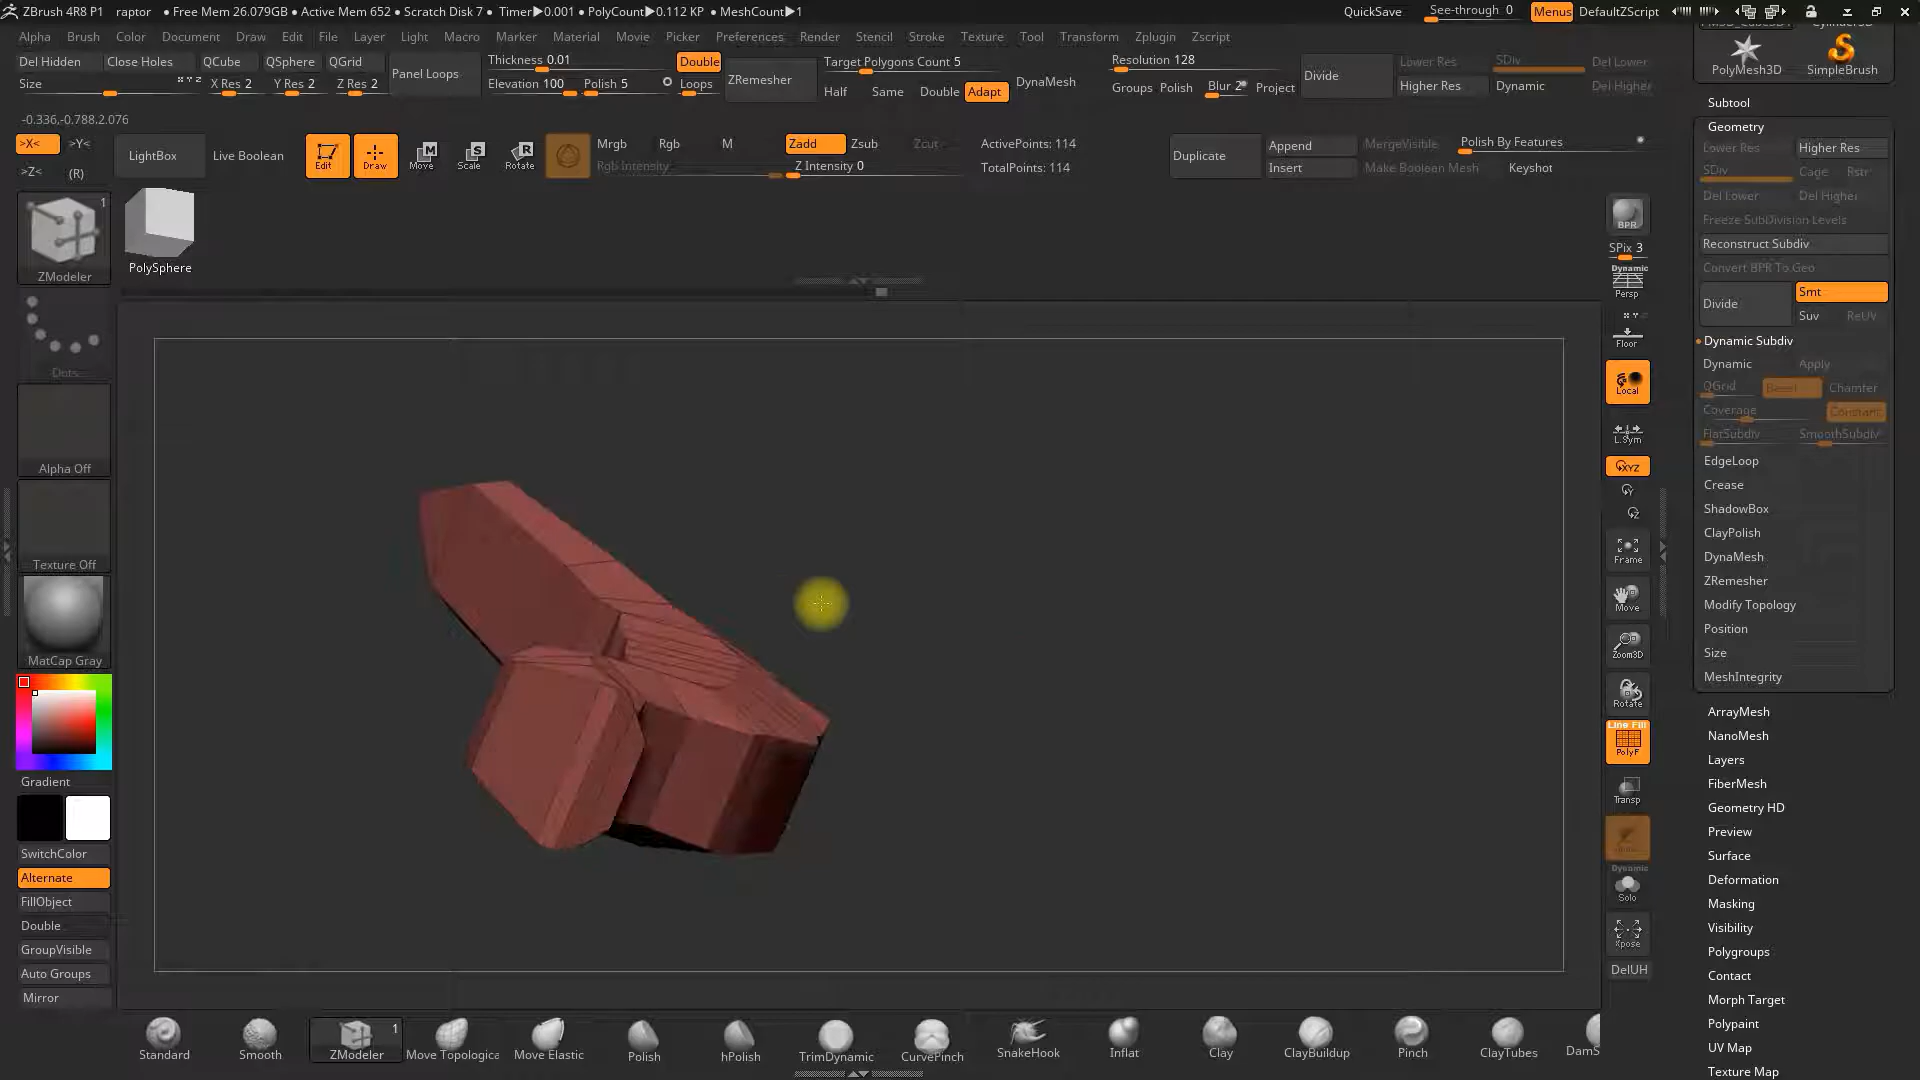 ZBrush 4R8 P1 raptor • Free Mem 26.079GB • Active Mem 652 • Scratch Disk 7 • Timer▶0.001 • PolyCount▶0.112 KP • MeshCount▶1 QuickSave See-through 0 Menus DefaultZScript
Alpha Brush Color Document Draw Edit File Layer Light Macro Marker Material Movie Picker Preferences Render Stencil Stroke Texture Tool Transform Zplugin Zscript
Del Hidden Close Holes QCube QSphere QGrid Panel Loops Thickness 0.01 Double ZRemesher Target Polygons Count 5 DynaMesh Resolution 128 Divide Lower Res SDiv Del Lower
Size X Res 2 Y Res 2 Z Res 2 Elevation 100 Polish 5 Loops Half Same Double Adapt Groups Polish Blur 2 Project Higher Res Dynamic Del Higher
-0.336,-0.788,2.076
>X< >Y< >Z< (R)
LightBox Live Boolean Edit Draw Move Scale Rotate Mrgb Rgb M Zadd Zsub Zcut ActivePoints: 114 Duplicate Append MergeVisible Polish By Features
Rgb Intensity Z Intensity 0 TotalPoints: 114 Insert Make Boolean Mesh Keyshot
1
ZModeler
PolySphere
Dots
Alpha Off
Texture Off
MatCap Gray
Gradient
SwitchColor
Alternate
FillObject
Double
GroupVisible
Auto Groups
Mirror
BPR
SPix 3
Dynamic
Persp
Floor
Local
L.Sym
XYZ
Y
Z
Frame
Move
Zoom3D
Rotate
Line Fill
PolyF
Transp
Dynamic
Solo
Xpose
DelUH
PolyMesh3D SimpleBrush
Subtool
Geometry
Lower Res Higher Res
SDiv Cage Rstr
Del Lower Del Higher
Freeze SubDivision Levels
Reconstruct Subdiv
Convert BPR To Geo
Divide Smt
Suv ReUV
Dynamic Subdiv
Dynamic Apply
QGrid Bevel Chamfer
Coverage Constant
FlatSubdiv SmoothSubdiv
EdgeLoop
Crease
ShadowBox
ClayPolish
DynaMesh
ZRemesher
Modify Topology
Position
Size
MeshIntegrity
ArrayMesh
NanoMesh
Layers
FiberMesh
Geometry HD
Preview
Surface
Deformation
Masking
Visibility
Polygroups
Contact
Morph Target
Polypaint
UV Map
Texture Map
Standard Smooth ZModeler 1 Move Topologica Move Elastic Polish hPolish TrimDynamic CurvePinch SnakeHook Inflat Clay ClayBuildup Pinch ClayTubes DamS